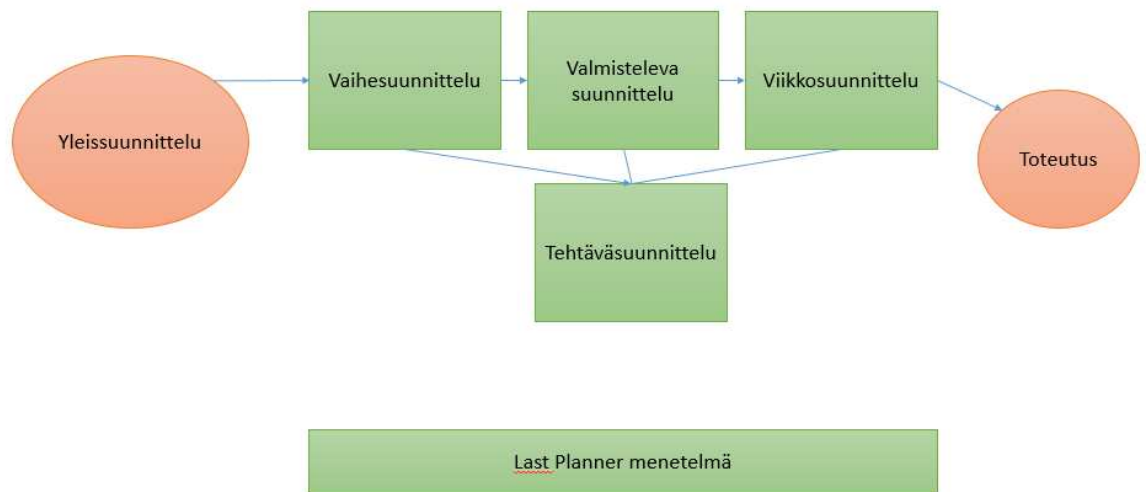 Yleissuunnittelu
Vaihesuunnittelu
Valmisteleva
suunnittelu
Viikkosuunnittelu
Toteutus
Tehtäväsuunnittelu
Last Planner menetelmä